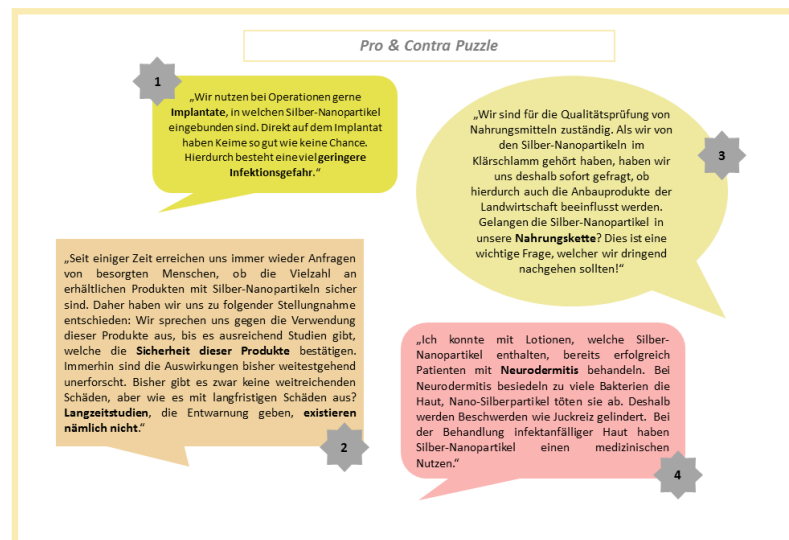 Pro & Contra Puzzle
1
„Wir nutzen bei Operationen gerne
Implantate, in welchen Silber-Nanopartikel
eingebunden sind. Direkt auf dem Implantat
haben Keime so gut wie keine Chance.
Hierdurch besteht eine viel geringere
Infektionsgefahr.“
„Wir sind für die Qualitätsprüfung von
Nahrungsmitteln zuständig. Als wir von
den Silber-Nanopartikeln im
Klärschlamm gehört haben, haben wir
uns deshalb sofort gefragt, ob
hierdurch auch die Anbauprodukte der
Landwirtschaft beeinflusst werden.
Gelangen die Silber-Nanopartikel in
unsere Nahrungskette? Dies ist eine
wichtige Frage, welcher wir dringend
nachgehen sollten!“
3
„Seit einiger Zeit erreichen uns immer wieder Anfragen
von besorgten Menschen, ob die Vielzahl an
erhältlichen Produkten mit Silber-Nanopartikeln sicher
sind. Daher haben wir uns zu folgender Stellungnahme
entschieden: Wir sprechen uns gegen die Verwendung
dieser Produkte aus, bis es ausreichend Studien gibt,
welche die Sicherheit dieser Produkte bestätigen.
Immerhin sind die Auswirkungen bisher weitestgehend
unerforscht. Bisher gibt es zwar keine weitreichenden
Schäden, aber wie es mit langfristigen Schäden aus?
Langzeitstudien, die Entwarnung geben, existieren
nämlich nicht.“
2
„Ich konnte mit Lotionen, welche Silber-
Nanopartikel enthalten, bereits erfolgreich
Patienten mit Neurodermitis behandeln. Bei
Neurodermitis besiedeln zu viele Bakterien die
Haut, Nano-Silberpartikel töten sie ab. Deshalb
werden Beschwerden wie Juckreiz gelindert. Bei
der Behandlung infektanfälliger Haut haben
Silber-Nanopartikel einen medizinischen
Nutzen.“
4